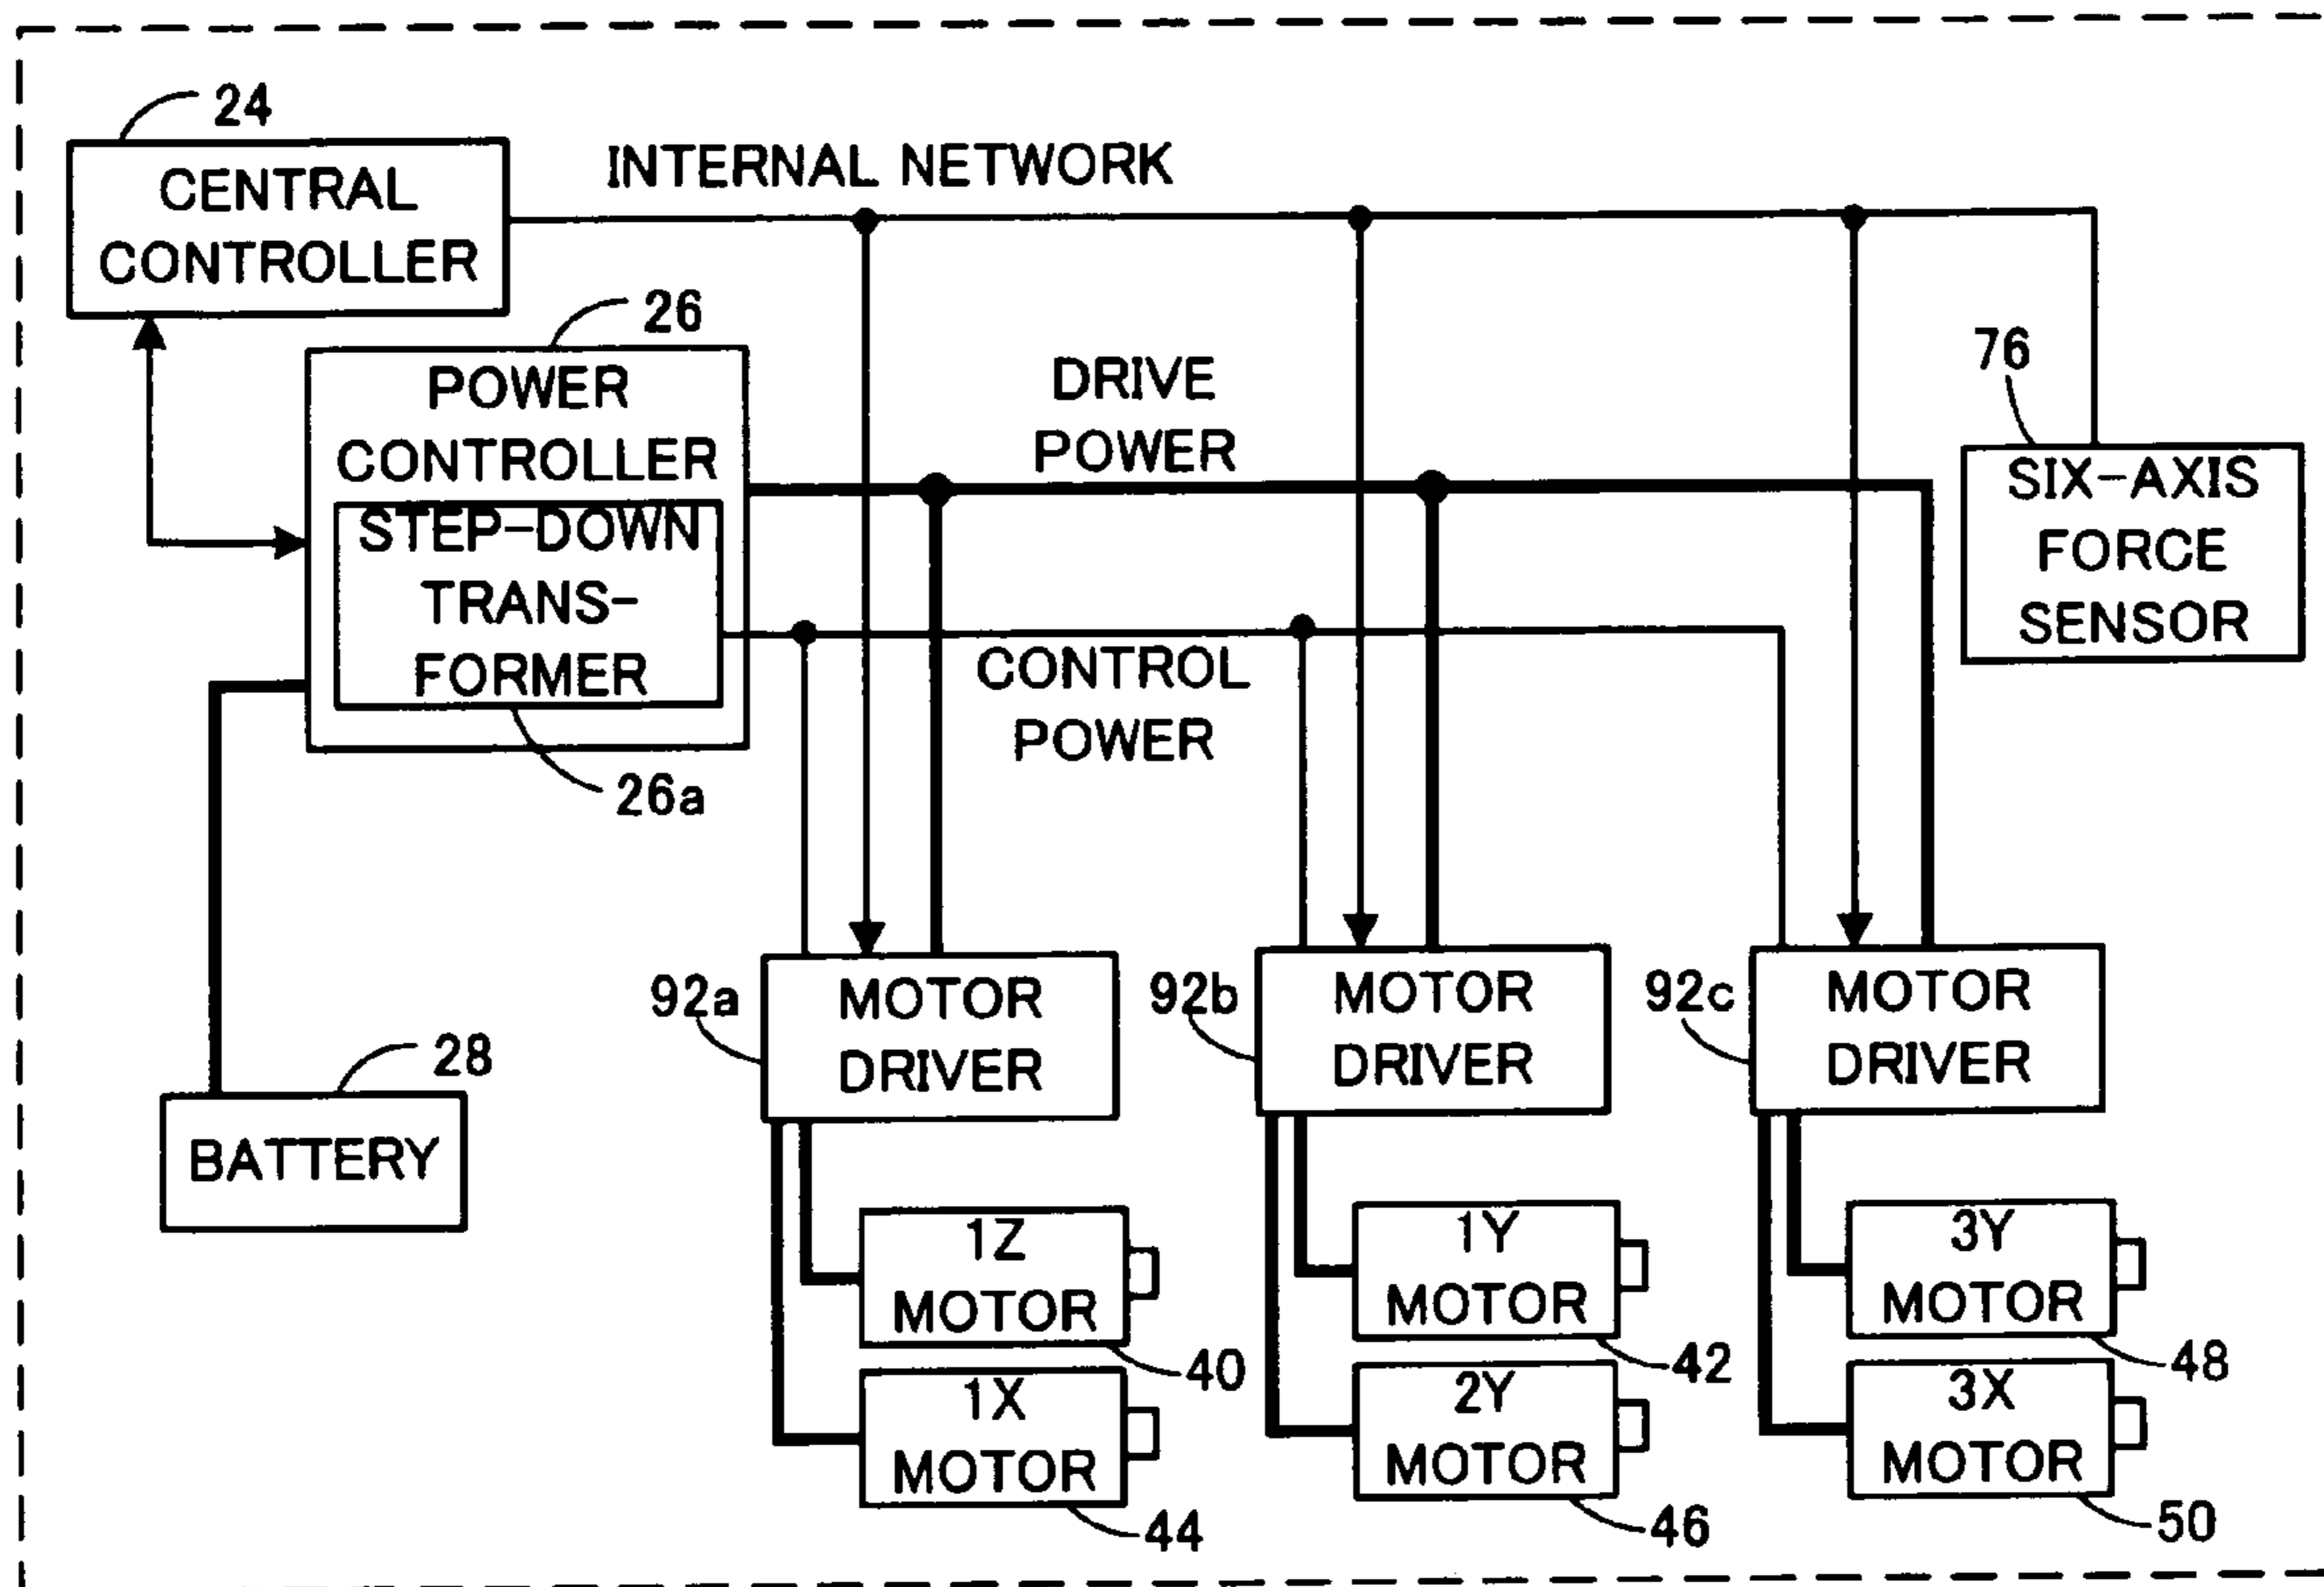 24
CENTRAL
CONTROLLER
INTERNAL NETWORK
26
POWER
CONTROLLER
STEP-DOWN
TRANS-
FORMER
26a
DRIVE
POWER
CONTROL
POWER
76
SIX-AXIS
FORCE
SENSOR
28
BATTERY
92a
MOTOR
DRIVER
92b
MOTOR
DRIVER
92c
MOTOR
DRIVER
1Z
MOTOR
40
1X
MOTOR
44
1Y
MOTOR
42
2Y
MOTOR
46
3Y
MOTOR
48
3X
MOTOR
50